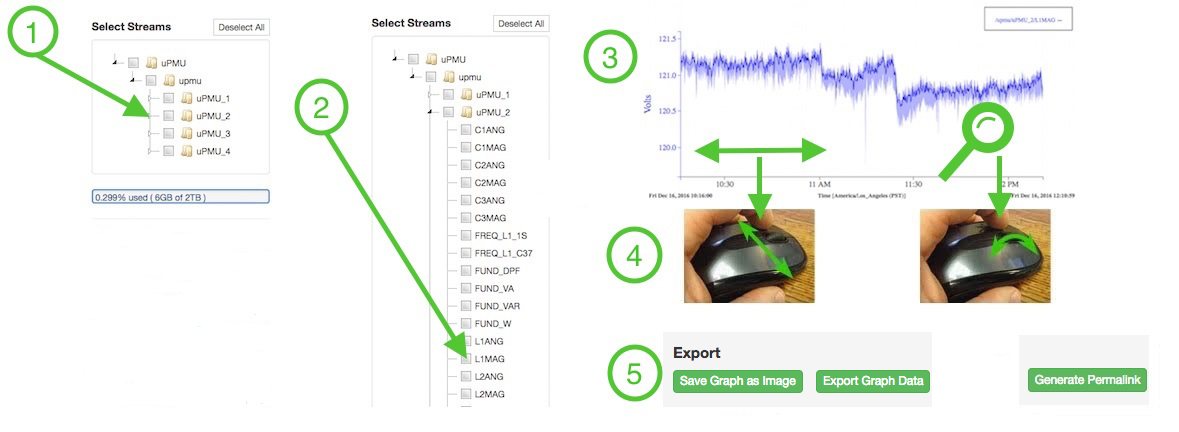 1
Select Streams
Deselect All
uPMU
upmu
uPMU_1
uPMU_2
uPMU_3
uPMU_4
0.299% used ( 6GB of 2TB )
2
Select Streams
Deselect All
uPMU
upmu
uPMU_1
uPMU_2
C1ANG
C1MAG
C2ANG
C2MAG
C3ANG
C3MAG
FREQ_L1_1S
FREQ_L1_C37
FUND_DPF
FUND_VA
FUND_VAR
FUND_W
L1ANG
L1MAG
L2ANG
L2MAG
3
/upmu/uPMU_2/L1MAG
121.5
121.0
120.5
120.0
Volts
10:30
11 AM
11:30
2 PM
Fri Dec 16, 2016 10:16:00
Time [America/Los_Angeles (PST)]
Fri Dec 16, 2016 12:10:59
4
5
Export
Save Graph as Image
Export Graph Data
Generate Permalink